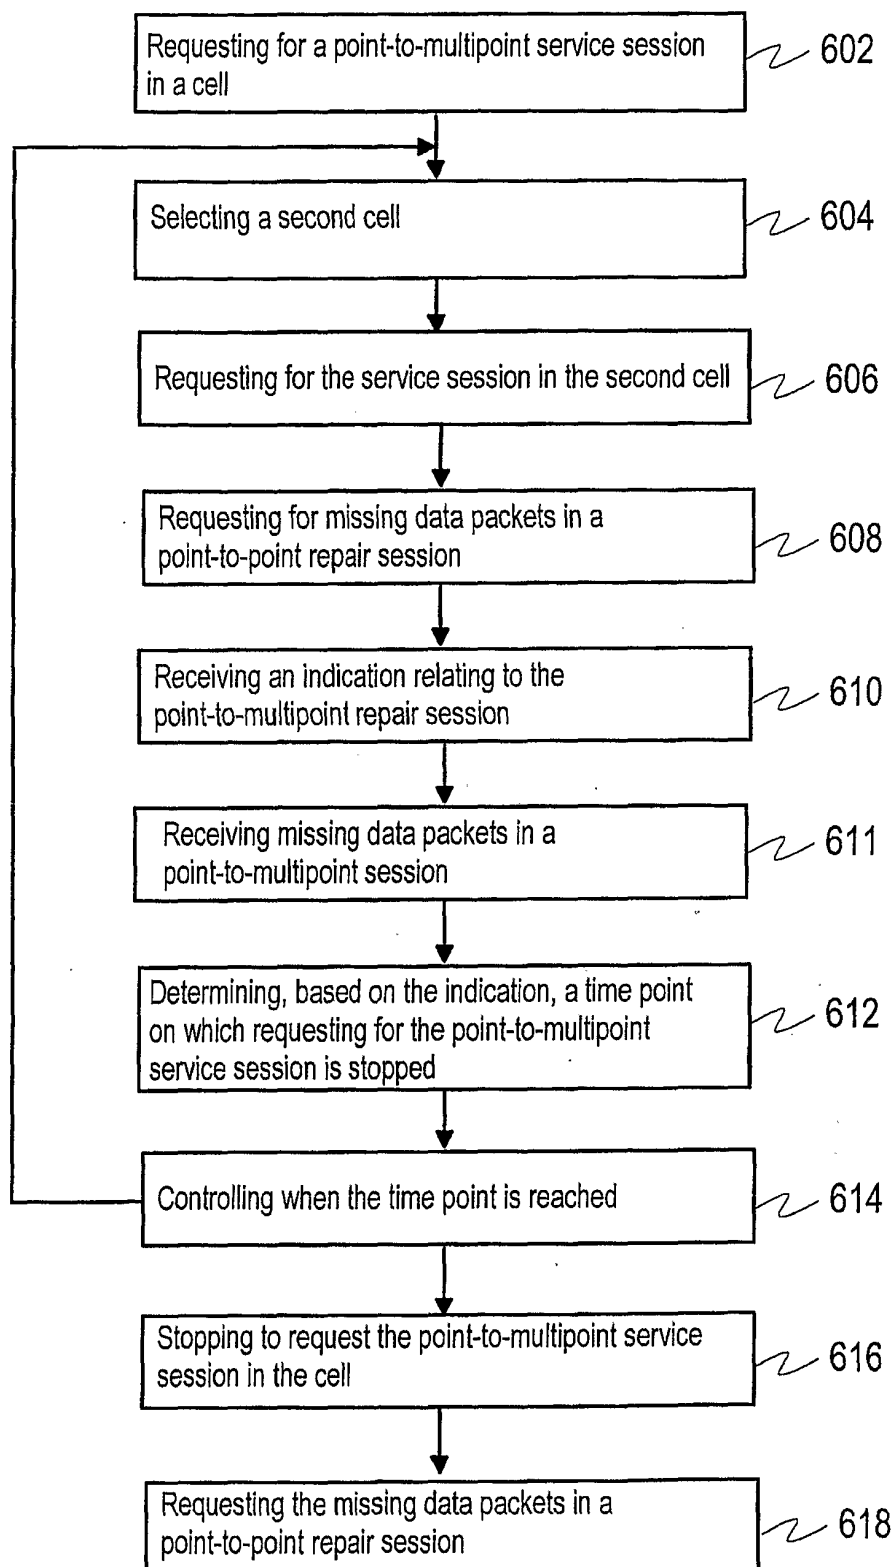 Requesting for a point-to-multipoint service session
in a cell
602
Selecting a second cell
604
Requesting for the service session in the second cell
606
Requesting for missing data packets in a
point-to-point repair session
608
Receiving an indication relating to the
point-to-multipoint repair session
610
Receiving missing data packets in a
point-to-multipoint session
611
Determining, based on the indication, a time point
on which requesting for the point-to-multipoint
service session is stopped
612
Controlling when the time point is reached
614
Stopping to request the point-to-multipoint service
session in the cell
616
Requesting the missing data packets in a
point-to-point repair session
618